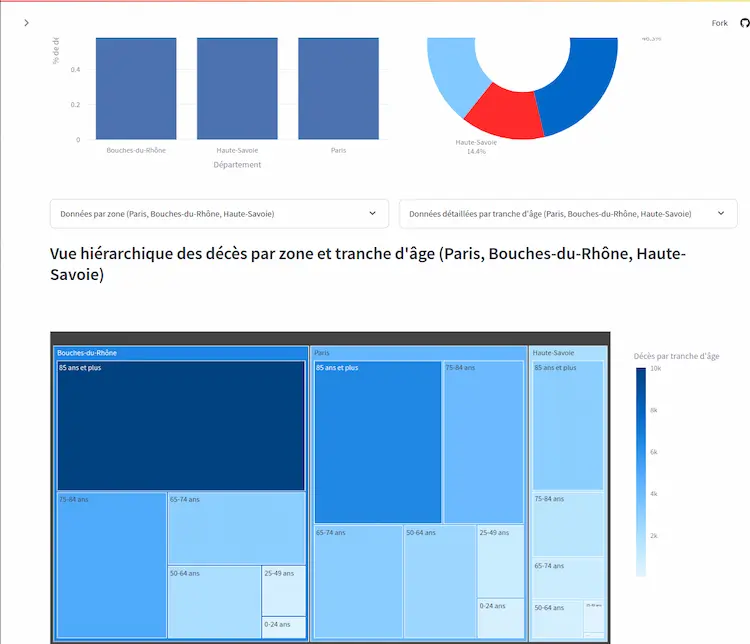 Fork
% de dé
0.4
0.2
0
Bouches-du-Rhône
Haute-Savoie
Paris
Département
Haute-Savoie
14.4%
Données par zone (Paris, Bouches-du-Rhône, Haute-Savoie)
Données détaillées par tranche d'âge (Paris, Bouches-du-Rhône, Haute-Savoie)
Vue hiérarchique des décès par zone et tranche d'âge (Paris, Bouches-du-Rhône, Haute-
Savoie)
Bouches-du-Rhône
85 ans et plus
75-84 ans
65-74 ans
50-64 ans
25-49 ans
0-24 ans
Paris
85 ans et plus
75-84 ans
65-74 ans
50-64 ans
25-49 ans
0-24 ans
Haute-Savoie
85 ans et plus
75-84 ans
65-74 ans
50-64 ans
25-49 ans
Décès par tranche d'âge
10k
8k
6k
4k
2k